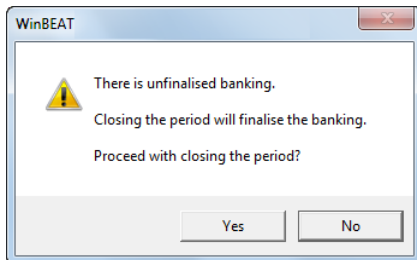 WinBEAT
There is unfinalised banking.
Closing the period will finalise the banking.
Proceed with closing the period?
Yes
No